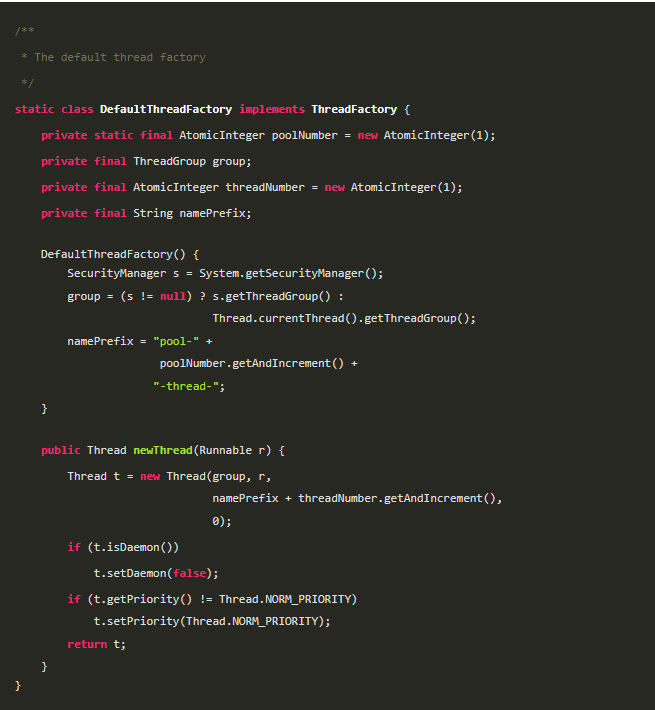 /**
 * The default thread factory
 */
static class DefaultThreadFactory implements ThreadFactory {
    private static final AtomicInteger poolNumber = new AtomicInteger(1);
    private final ThreadGroup group;
    private final AtomicInteger threadNumber = new AtomicInteger(1);
    private final String namePrefix;
    DefaultThreadFactory() {
        SecurityManager s = System.getSecurityManager();
        group = (s != null) ? s.getThreadGroup() :
                              Thread.currentThread().getThreadGroup();
        namePrefix = "pool-" +
                      poolNumber.getAndIncrement() +
                     "-thread-";
    }
    public Thread newThread(Runnable r) {
        Thread t = new Thread(group, r,
                              namePrefix + threadNumber.getAndIncrement(),
                              0);
        if (t.isDaemon())
            t.setDaemon(false);
        if (t.getPriority() != Thread.NORM_PRIORITY)
            t.setPriority(Thread.NORM_PRIORITY);
        return t;
    }
}